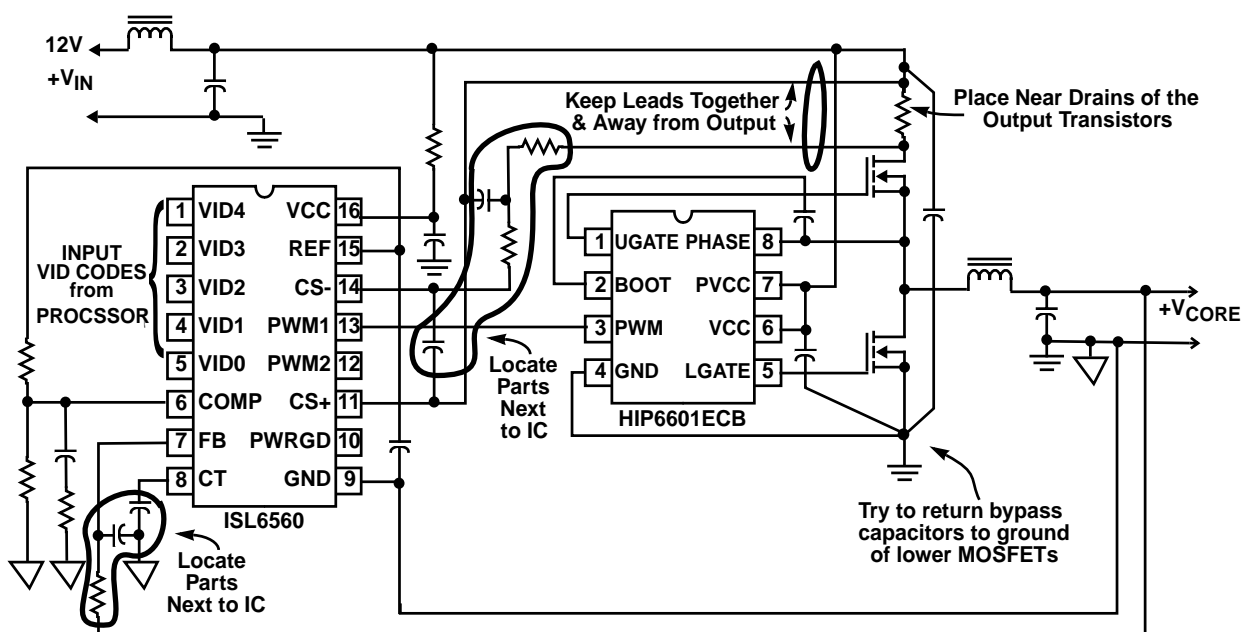 12V
+VIN
Keep Leads Together
& Away from Output
Place Near Drains of the
Output Transistors
INPUT
VID CODES
from
PROCSSOR
1 VID4
2 VID3
3 VID2
4 VID1
5 VID0
6 COMP
7 FB
8 CT
VCC 16
REF 15
CS- 14
PWM1 13
PWM2 12
CS+ 11
PWRGD 10
GND 9
ISL6560
1 UGATE
2 BOOT
3 PWM
4 GND
PHASE 8
PVCC 7
VCC 6
LGATE 5
HIP6601ECB
+VCORE
Locate
Parts
Next
to IC
Locate
Parts
Next to IC
Try to return bypass
capacitors to ground
of lower MOSFETs